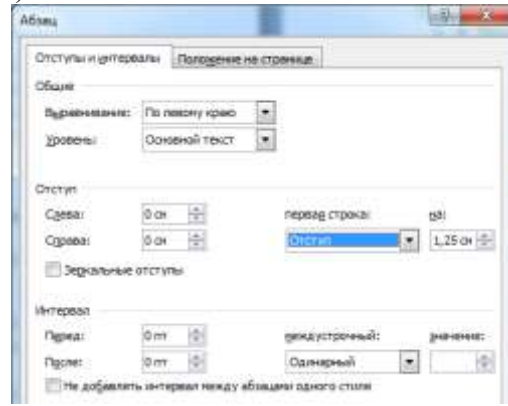 Абзац
Отступы и интервалы Положение на странице
Общие
Выравнивание: По левому краю
Уровень: Основной текст
Отступ
Слева: 0 см первая строка: на:
Справа: 0 см Отступ 1,25 см
Зеркальные отступы
Интервал
Перед: 0 пт междустрочный: значение:
После: 0 пт Одинарный
Не добавлять интервал между абзацами одного стиля